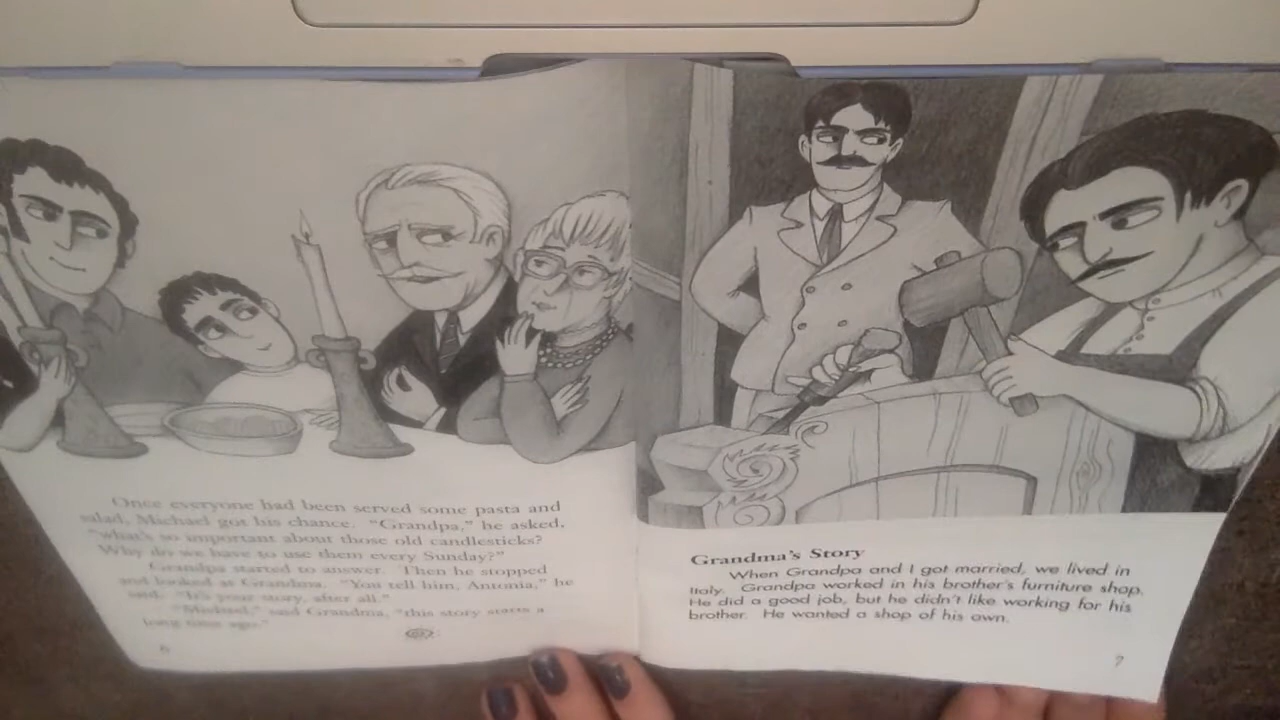 Once everyone had been served some pasta and
salad, Michael got his chance. "Grandpa," he asked,
"what's so important about those old candlesticks?
Why do we have to use them every Sunday?"
Grandpa started to answer. Then he stopped
and looked at Grandma. "You tell him, Antonia," he
said. "It's your story, after all."
"Michael," said Grandma, "this story starts a
long time ago."
6
Grandma's Story
When Grandpa and I got married, we lived in
Italy. Grandpa worked in his brother's furniture shop.
He did a good job, but he didn't like working for his
brother. He wanted a shop of his own.
7